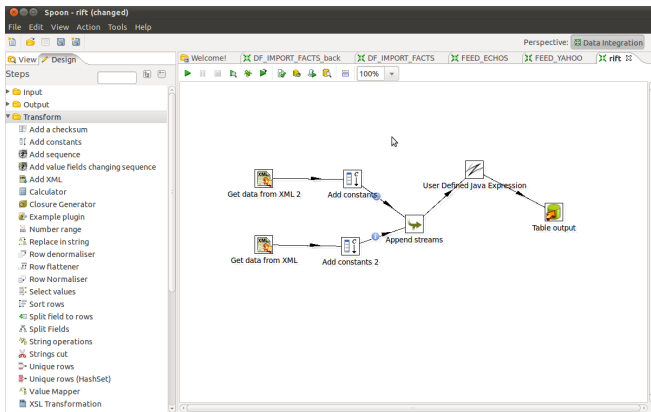 Spoon - rift (changed)
File Edit View Action Tools Help
Perspective: Data Integration
View Design
Welcome! DF_IMPORT_FACTS_back DF_IMPORT_FACTS FEED_ECHOS FEED_YAHOO rift
Steps
100%
Input
Output
Transform
Add a checksum
Add constants
Add sequence
Add value fields changing sequence
Add XML
Calculator
Closure Generator
Example plugin
Number range
Replace in string
Row denormaliser
Row flattener
Row Normaliser
Select values
Sort rows
Split field to rows
Split Fields
String operations
Strings cut
Unique rows
Unique rows (HashSet)
Value Mapper
XSL Transformation
Get data from XML 2
Add constants
User Defined Java Expression
Table output
Append streams
Get data from XML
Add constants 2